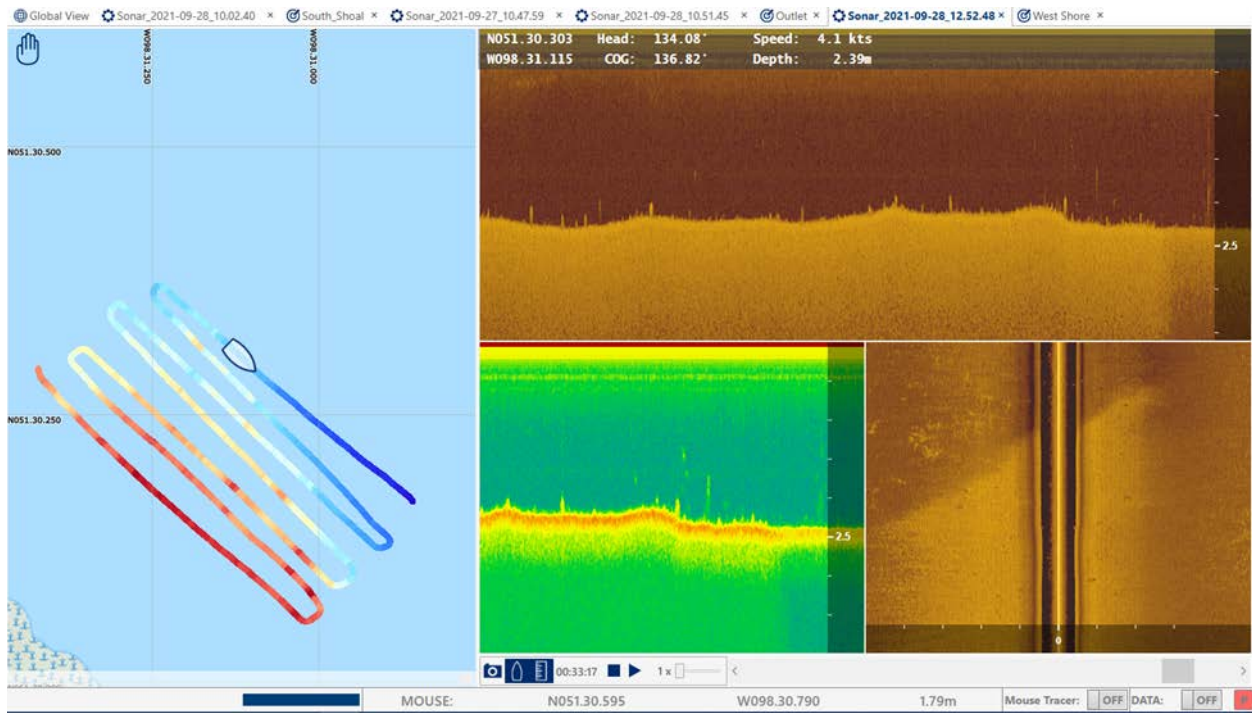 Global View × Sonar_2021-09-28_10.02.40 × South_Shoal × Sonar_2021-09-27_10.47.59 × Sonar_2021-09-28_10.51.45 × Outlet × Sonar_2021-09-28_12.52.48 × West Shore ×
W098.31.250
W098.31.000
N051.30.500
N051.30.250
N051.30.303 Head: 134.08° Speed: 4.1 kts
W098.31.115 COG: 136.82° Depth: 2.39m
2.5
2.5
0
00:33:17 1 x
MOUSE: N051.30.595 W098.30.790 1.79m Mouse Tracer: OFF DATA: OFF